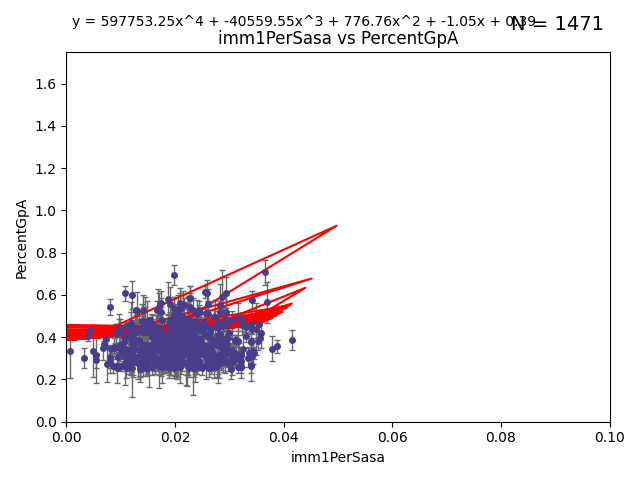 y = 597753.25x^4 + -40559.55x^3 + 776.76x^2 + -1.05x + 0.39
N = 1471
imm1PerSasa vs PercentGpA
PercentGpA
1.6
1.4
1.2
1.0
0.8
0.6
0.4
0.2
0.0
0.00 0.02 0.04 0.06 0.08 0.10
imm1PerSasa